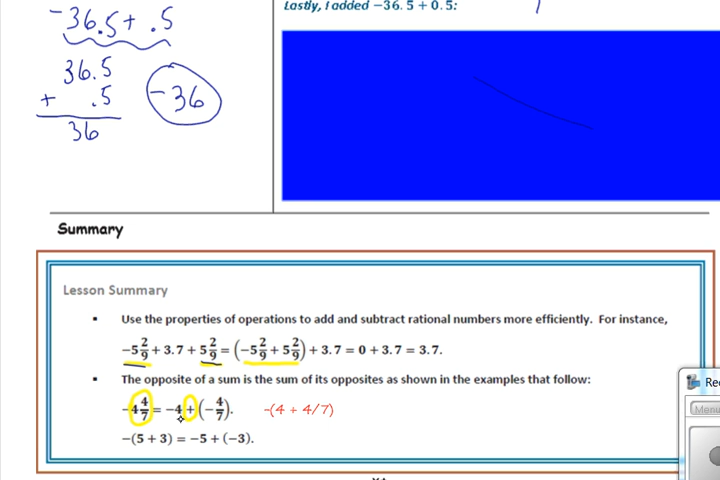 -36.5 + .5
36.5
+ .5
36
-36
Lastly, I added −36.5 + 0.5:
Summary
Lesson Summary
▪ Use the properties of operations to add and subtract rational numbers more efficiently. For instance,
−5 2/9 + 3.7 + 5 2/9 = (−5 2/9 + 5 2/9) + 3.7 = 0 + 3.7 = 3.7.
▪ The opposite of a sum is the sum of its opposites as shown in the examples that follow:
−4 4/7 = −4 + (−4/7). -(4 + 4/7)
−(5 + 3) = −5 + (−3).
Re
Menu